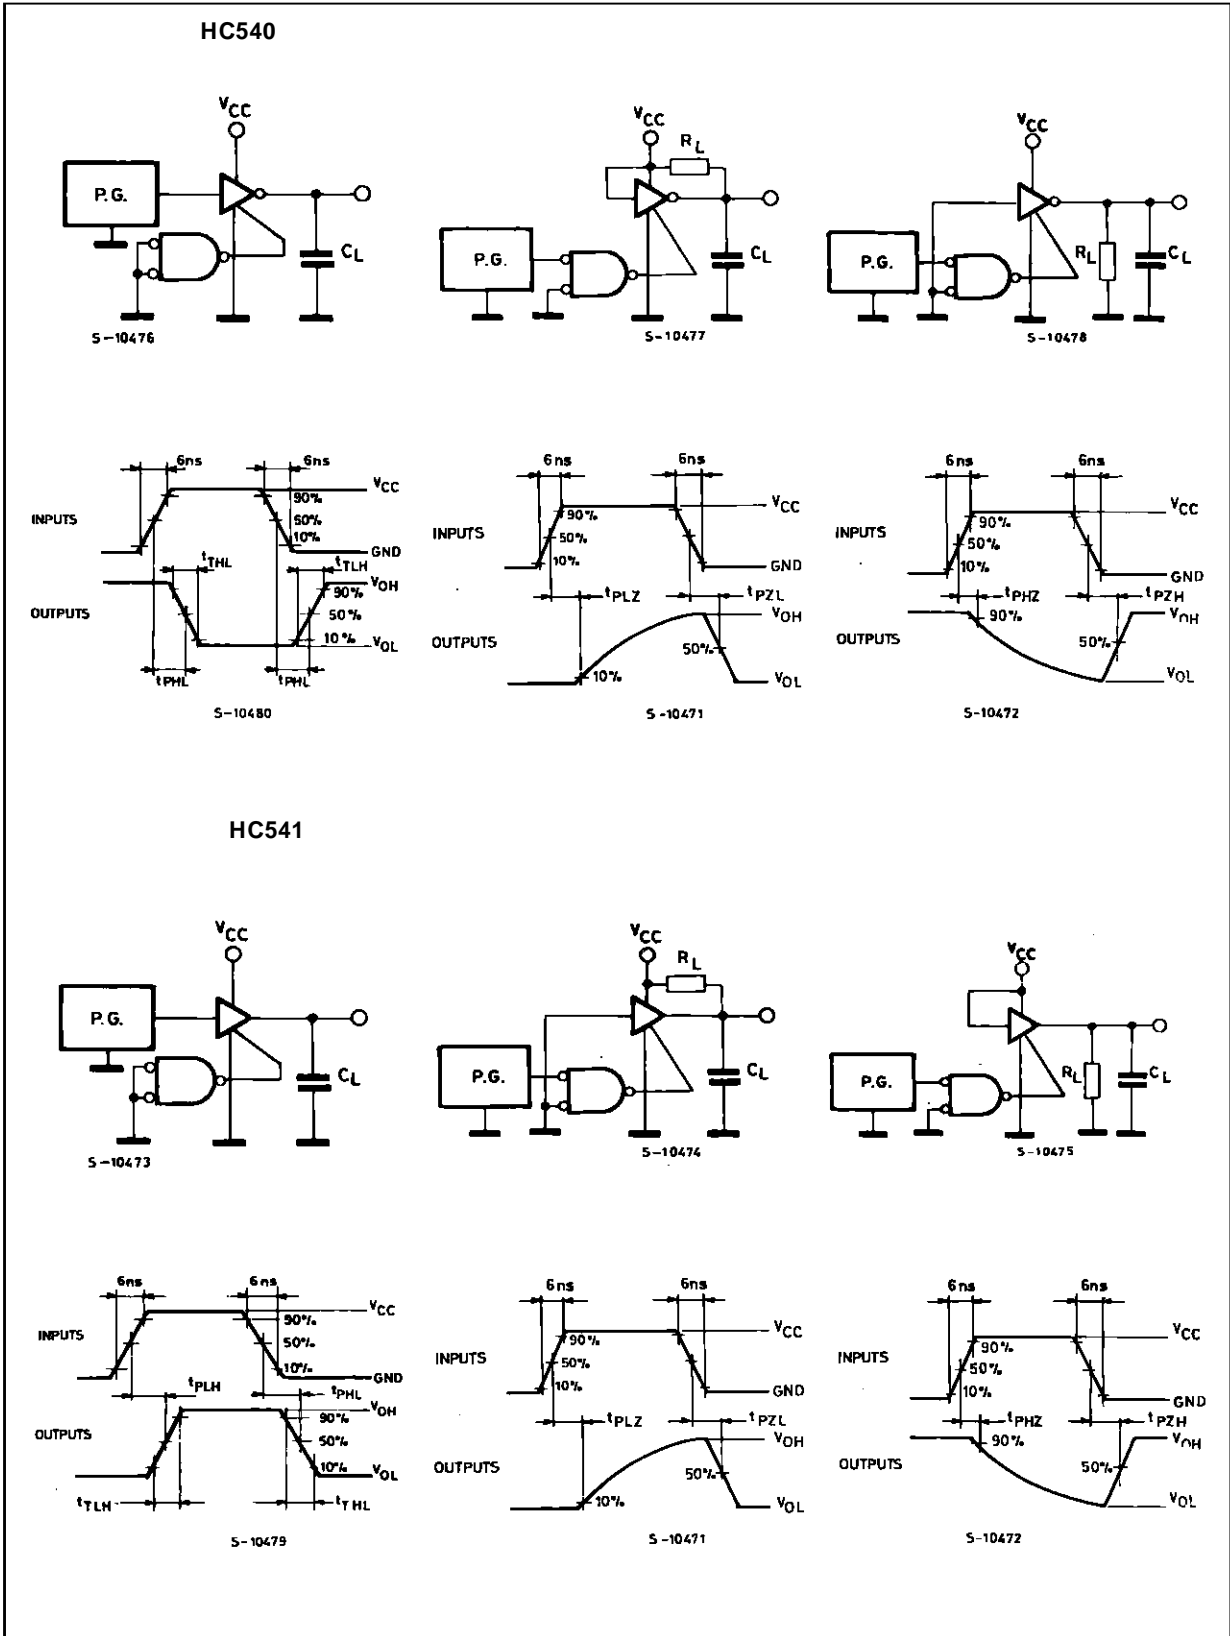 HC540
VCC
P.G.
CL
S-10476
VCC
RL
P.G.
CL
S-10477
VCC
P.G.
RL
CL
S-10478
6ns
6ns
VCC
90%
50%
10%
INPUTS
GND
tTHL
tTLH
VOH
90%
50%
10%
OUTPUTS
VOL
tPHL
tPHL
S-10480
6ns
6ns
VCC
90%
50%
10%
INPUTS
GND
tPLZ
tPZL
VOH
OUTPUTS
50%
10%
VOL
S-10471
6ns
6ns
VCC
90%
50%
10%
INPUTS
GND
tPHZ
tPZH
VOH
90%
OUTPUTS
50%
VOL
S-10472
HC541
VCC
P.G.
CL
S-10473
VCC
RL
P.G.
CL
S-10474
VCC
P.G.
RL
CL
S-10475
6ns
6ns
VCC
90%
50%
10%
INPUTS
GND
tPLH
tPHL
VOH
90%
50%
10%
OUTPUTS
VOL
tTLH
tTHL
S-10479
6ns
6ns
VCC
90%
50%
10%
INPUTS
GND
tPLZ
tPZL
VOH
OUTPUTS
50%
10%
VOL
S-10471
6ns
6ns
VCC
90%
50%
10%
INPUTS
GND
tPHZ
tPZH
VOH
90%
OUTPUTS
50%
VOL
S-10472